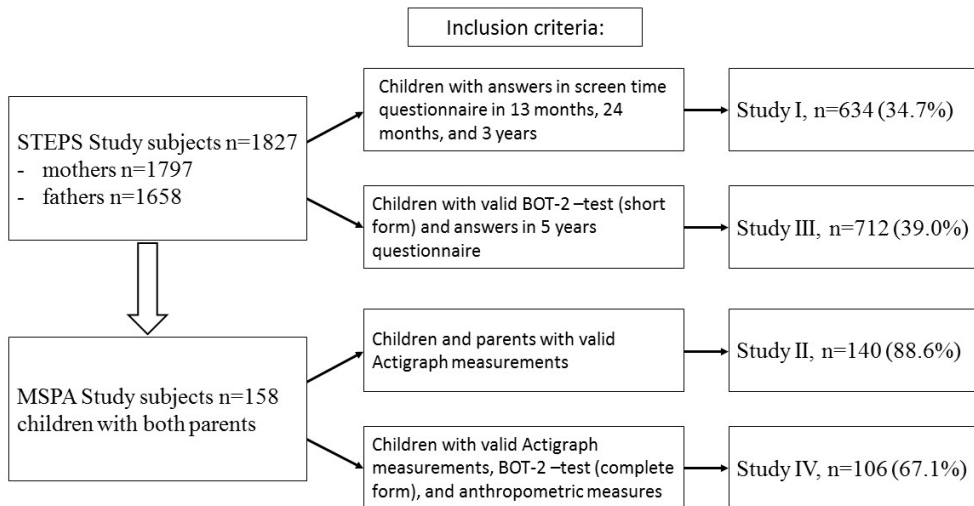 Inclusion criteria:
STEPS Study subjects n=1827
- mothers n=1797
- fathers n=1658
Children with answers in screen time
questionnaire in 13 months, 24
months, and 3 years
Study I, n=634 (34.7%)
Children with valid BOT-2 –test (short
form) and answers in 5 years
questionnaire
Study III, n=712 (39.0%)
MSPA Study subjects n=158
children with both parents
Children and parents with valid
Actigraph measurements
Study II, n=140 (88.6%)
Children with valid Actigraph
measurements, BOT-2 –test (complete
form), and anthropometric measures
Study IV, n=106 (67.1%)